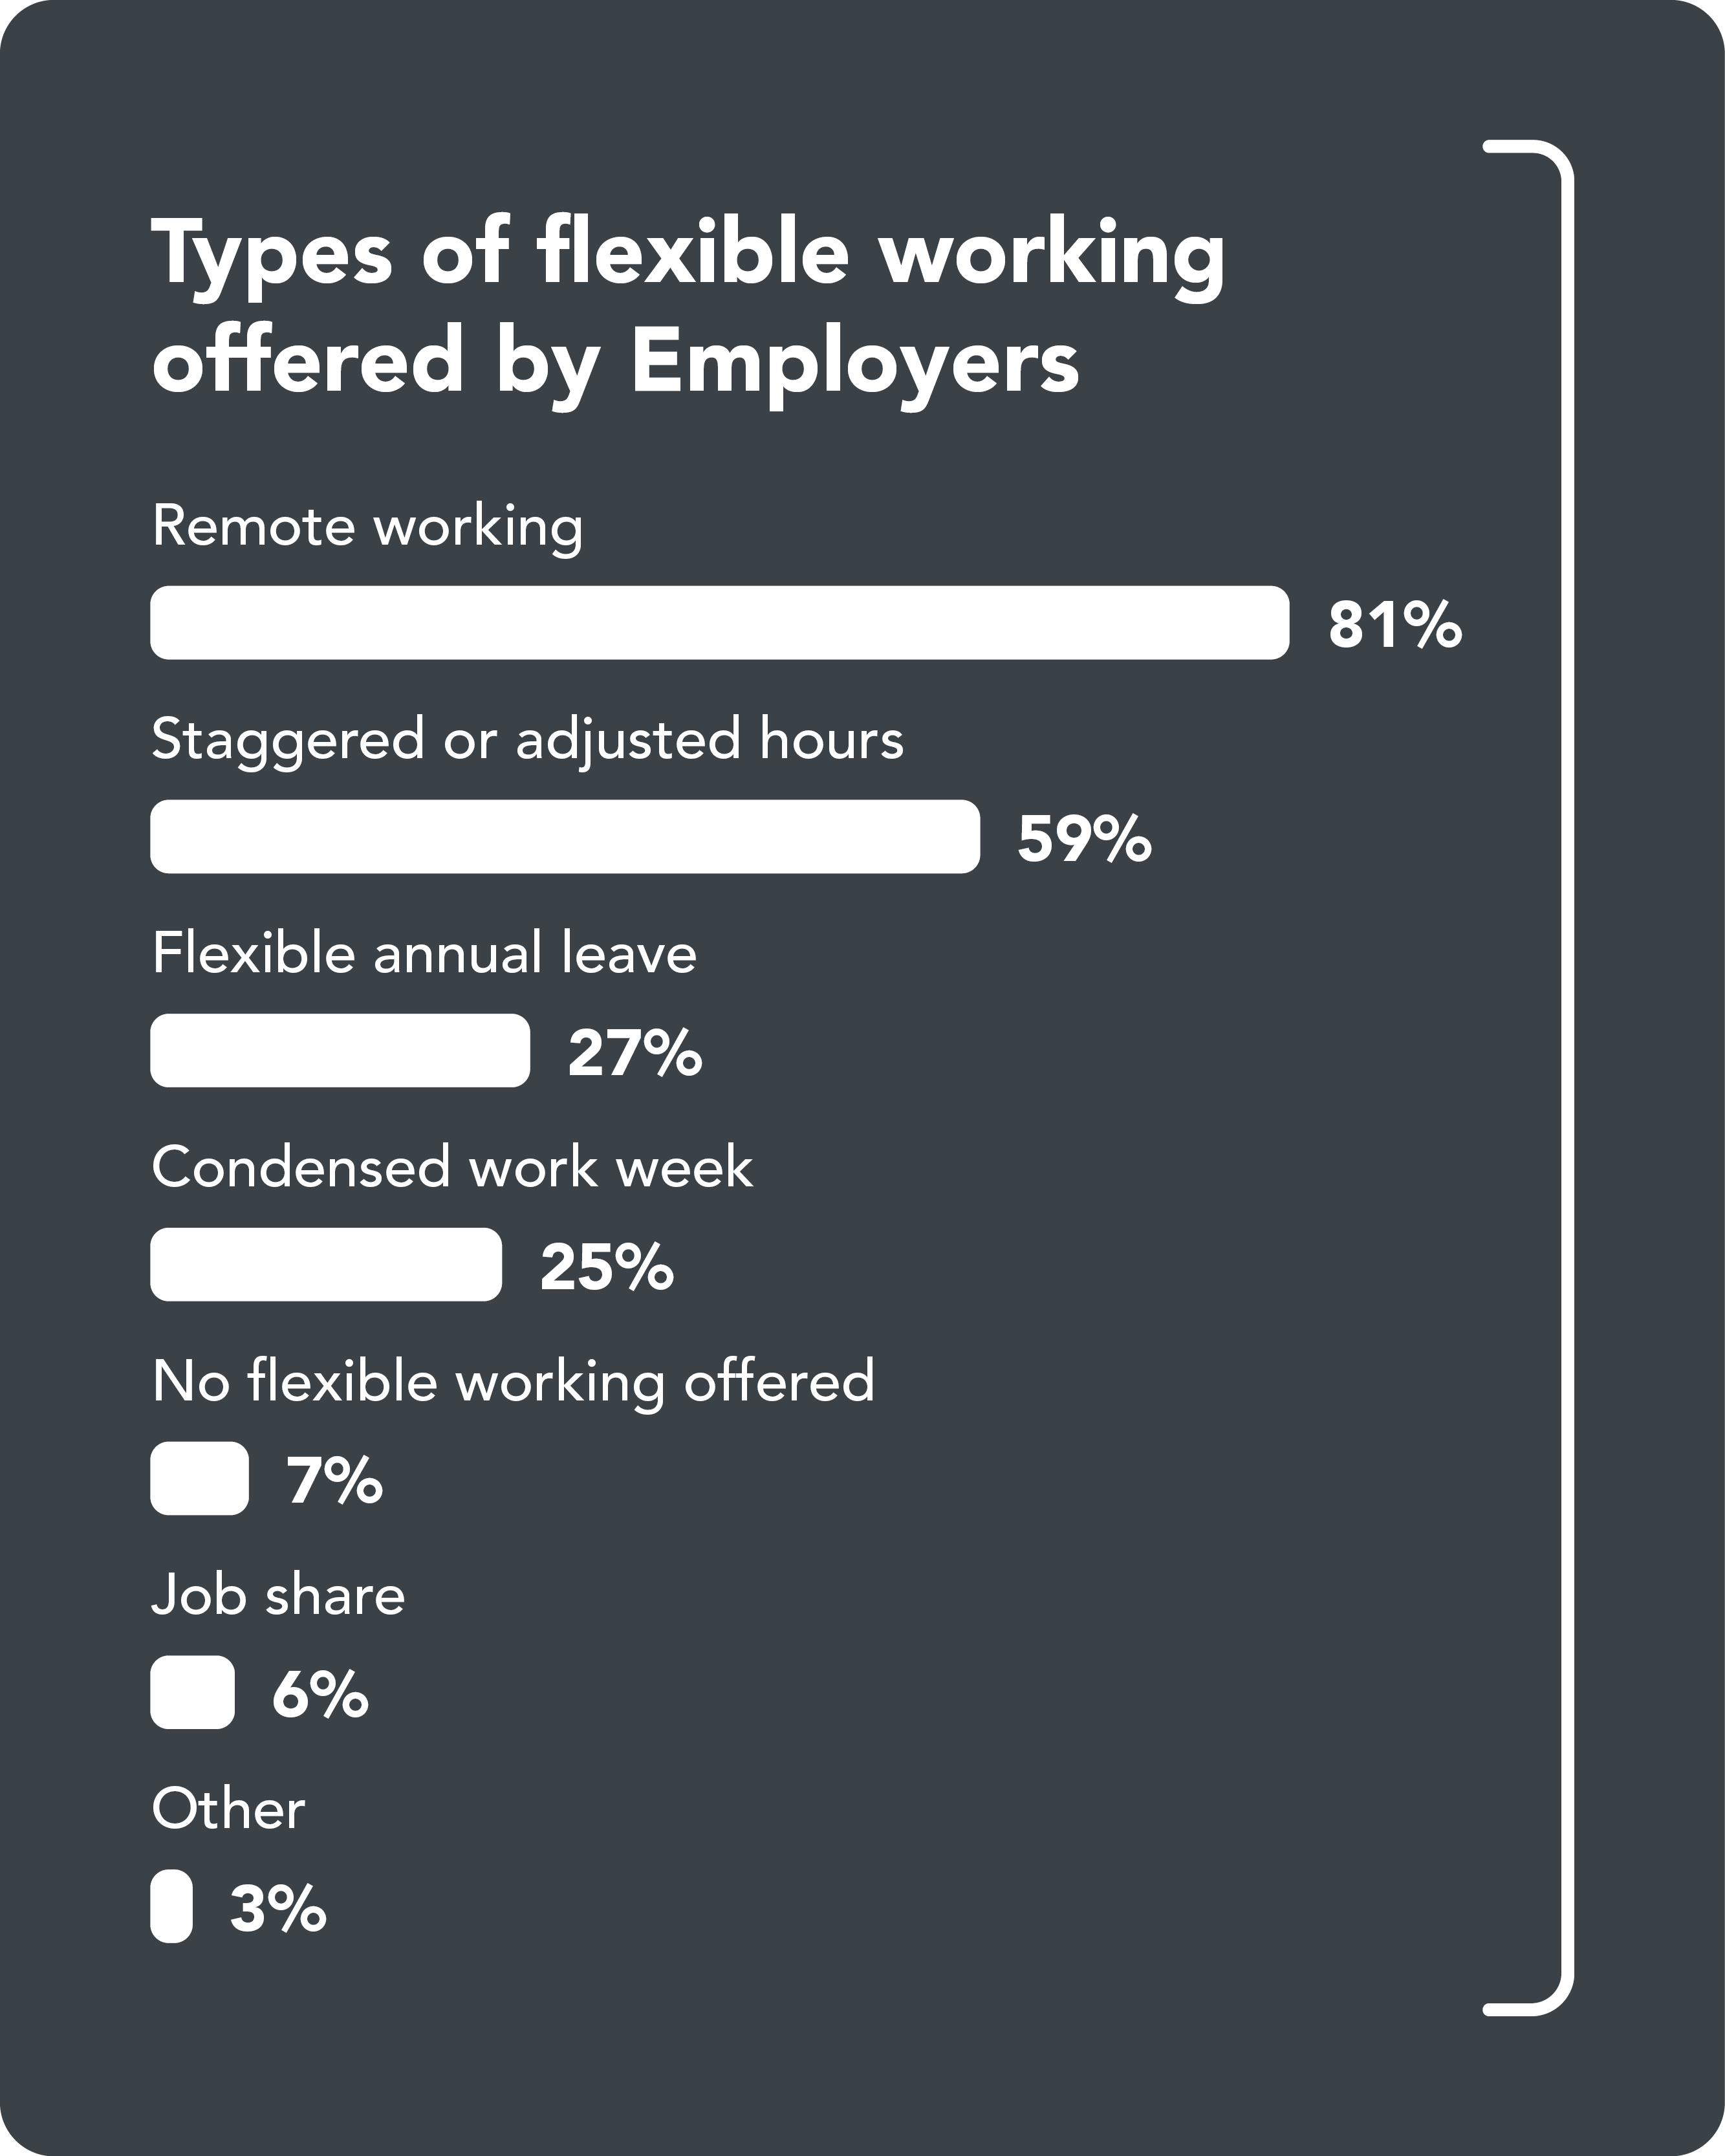 Types of flexible working
offered by Employers
Remote working
81%
Staggered or adjusted hours
59%
Flexible annual leave
27%
Condensed work week
25%
No flexible working offered
7%
Job share
6%
Other
3%